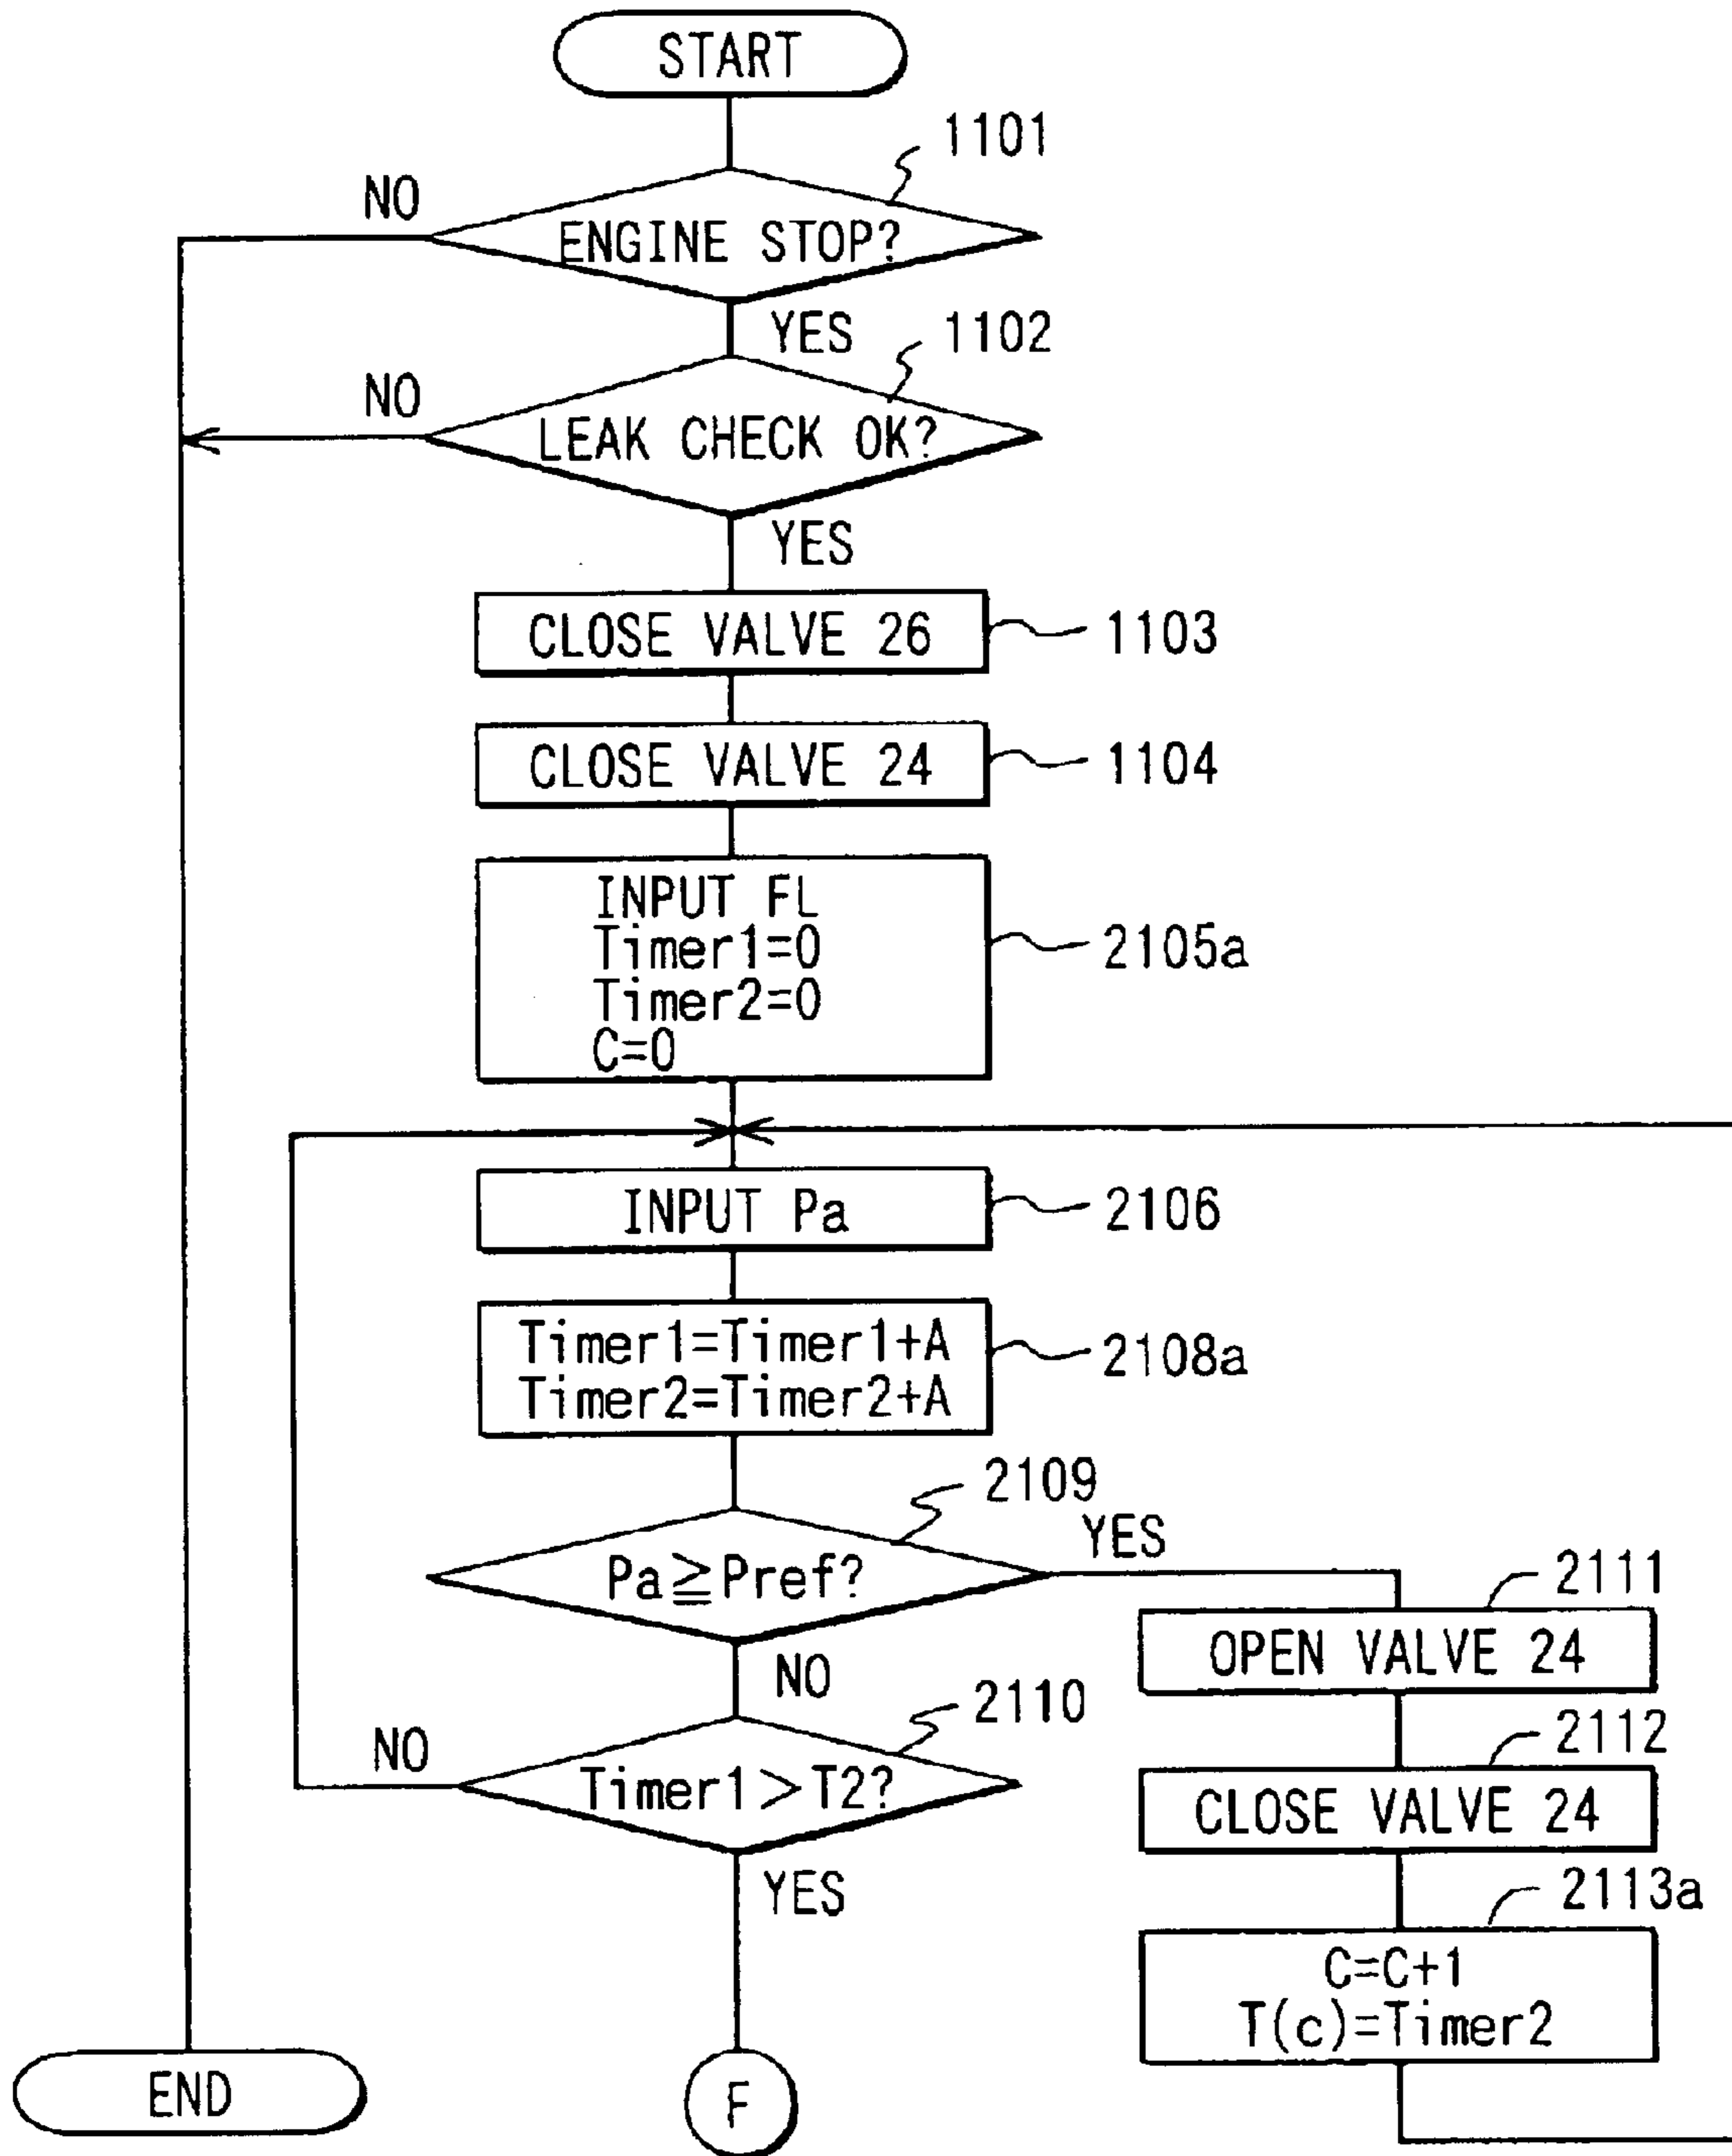 START
1101
NO
ENGINE STOP?
YES
1102
NO
LEAK CHECK OK?
YES
CLOSE VALVE 26
1103
CLOSE VALVE 24
1104
INPUT FL
Timer1=0
Timer2=0
C=0
2105a
INPUT Pa
2106
Timer1=Timer1+A
Timer2=Timer2+A
2108a
2109
YES
Pa≧Pref?
NO
2111
OPEN VALVE 24
2110
NO
Timer1>T2?
YES
2112
CLOSE VALVE 24
2113a
C=C+1
T(c)=Timer2
END
F